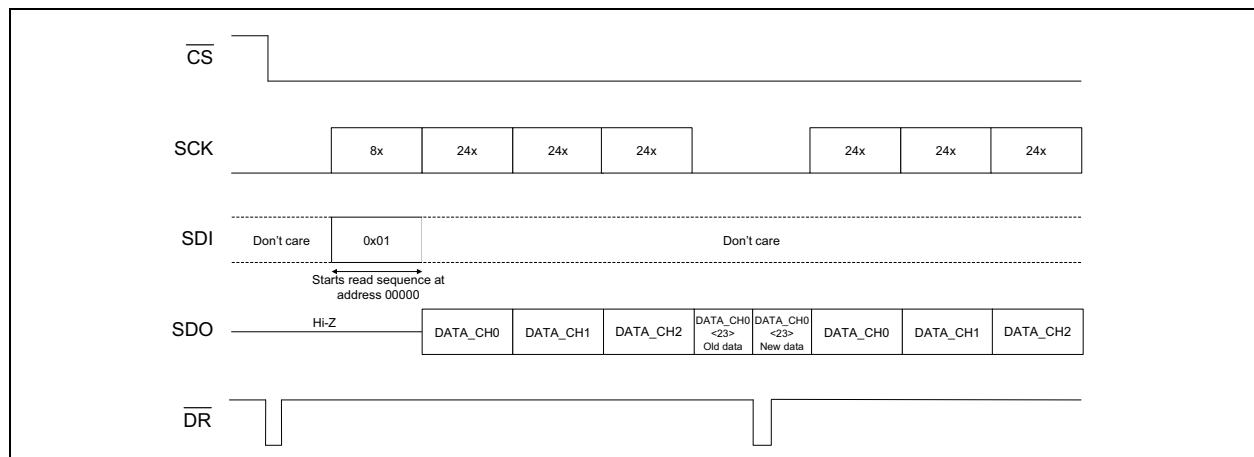 CS
SCK
8x
24x
24x
24x
24x
24x
24x
SDI
Don't care
0x01
Don't care
Starts read sequence at
address 00000
SDO
Hi-Z
DATA_CH0
DATA_CH1
DATA_CH2
DATA_CH0
<23>
Old data
DATA_CH0
<23>
New data
DATA_CH0
DATA_CH1
DATA_CH2
DR